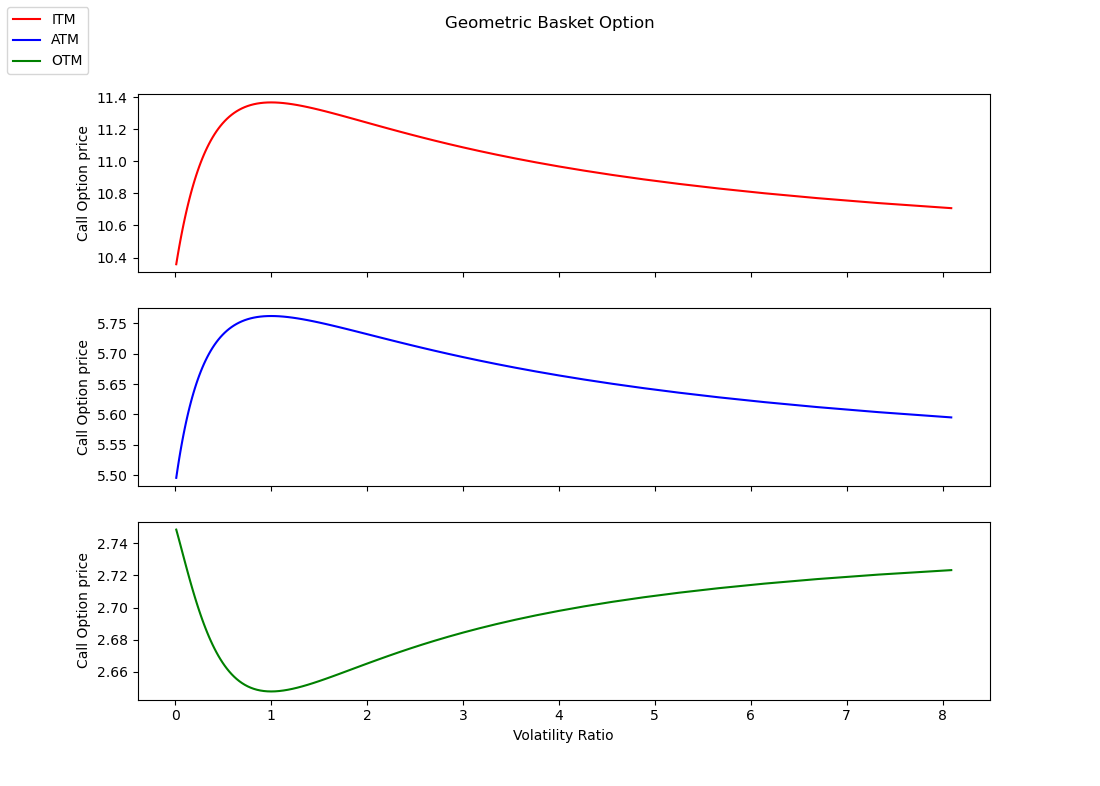 ITM
ATM
OTM
Geometric Basket Option
11.4
11.2
11.0
10.8
10.6
10.4
Call Option price
5.75
5.70
5.65
5.60
5.55
5.50
Call Option price
2.74
2.72
2.70
2.68
2.66
Call Option price
0 1 2 3 4 5 6 7 8
Volatility Ratio